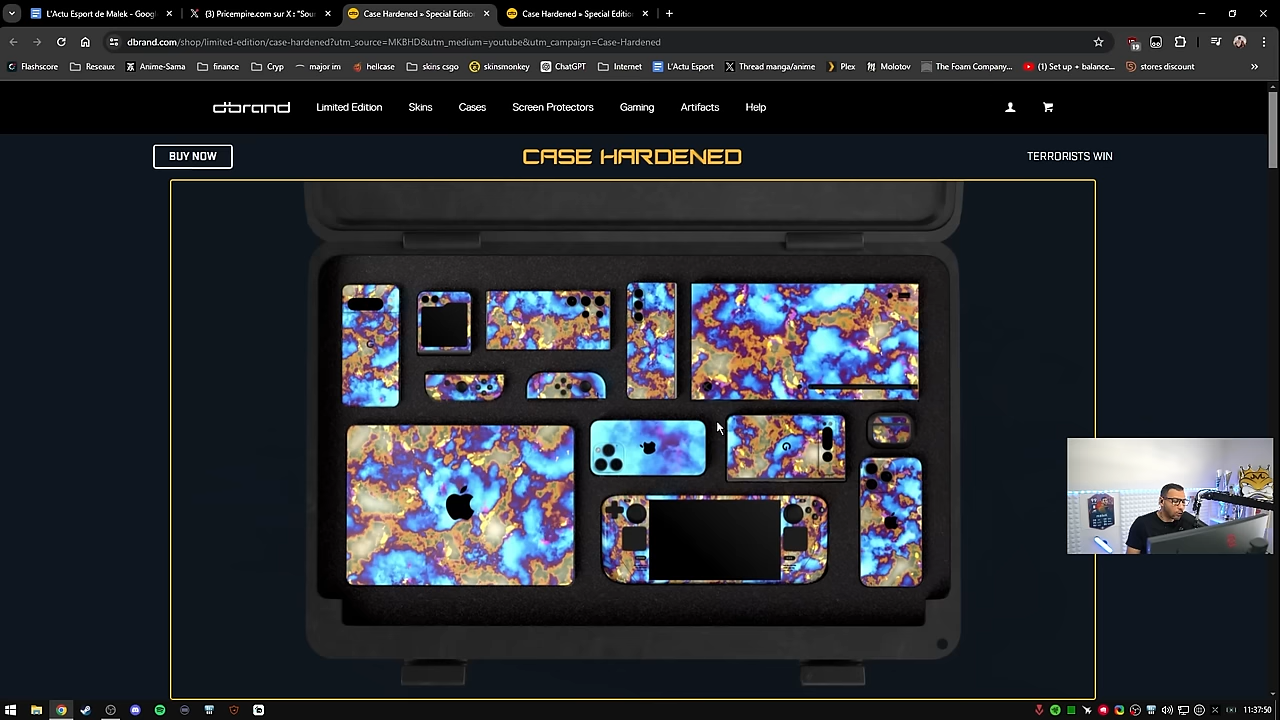 L'Actu Esport de Malek - Googl
(3) Pricempire.com sur X : "Sou
Case Hardened » Special Edition
Case Hardened » Special Edition
dbrand.com/shop/limited-edition/case-hardened?utm_source=MKBHD&utm_medium=youtube&utm_campaign=Case-Hardened
Flashscore
Reseaux
Anime-Sama
finance
Cryp
major im
hellcase
skins csgo
skinsmonkey
ChatGPT
Internet
L'Actu Esport
Thread manga/anime
Plex
Molotov
The Foam Company...
(1) Set up + balance...
stores discount
dbrand
Limited Edition
Skins
Cases
Screen Protectors
Gaming
Artifacts
Help
BUY NOW
CASE HARDENED
TERRORISTS WIN
11:37:50